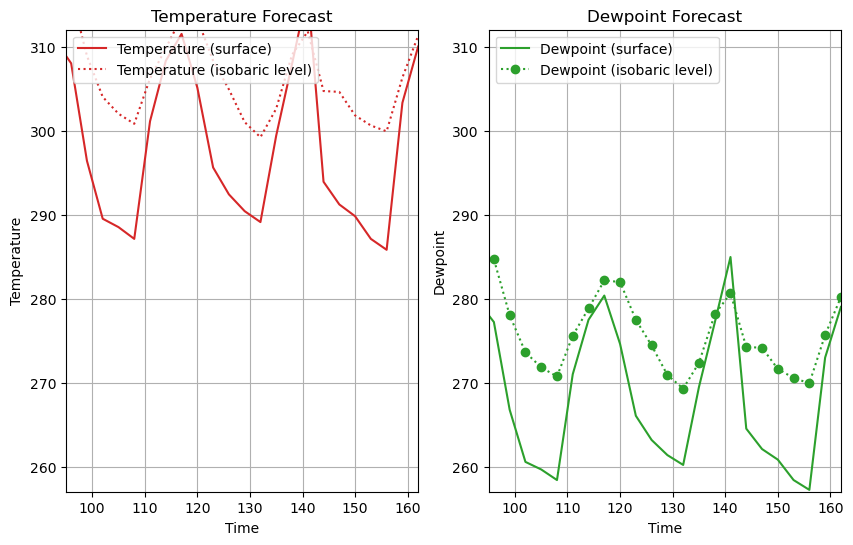 Temperature Forecast
Temperature (surface)
Temperature (isobaric level)
Temperature
310
300
290
280
270
260
100 110 120 130 140 150 160
Time
Dewpoint Forecast
Dewpoint (surface)
Dewpoint (isobaric level)
Dewpoint
310
300
290
280
270
260
100 110 120 130 140 150 160
Time